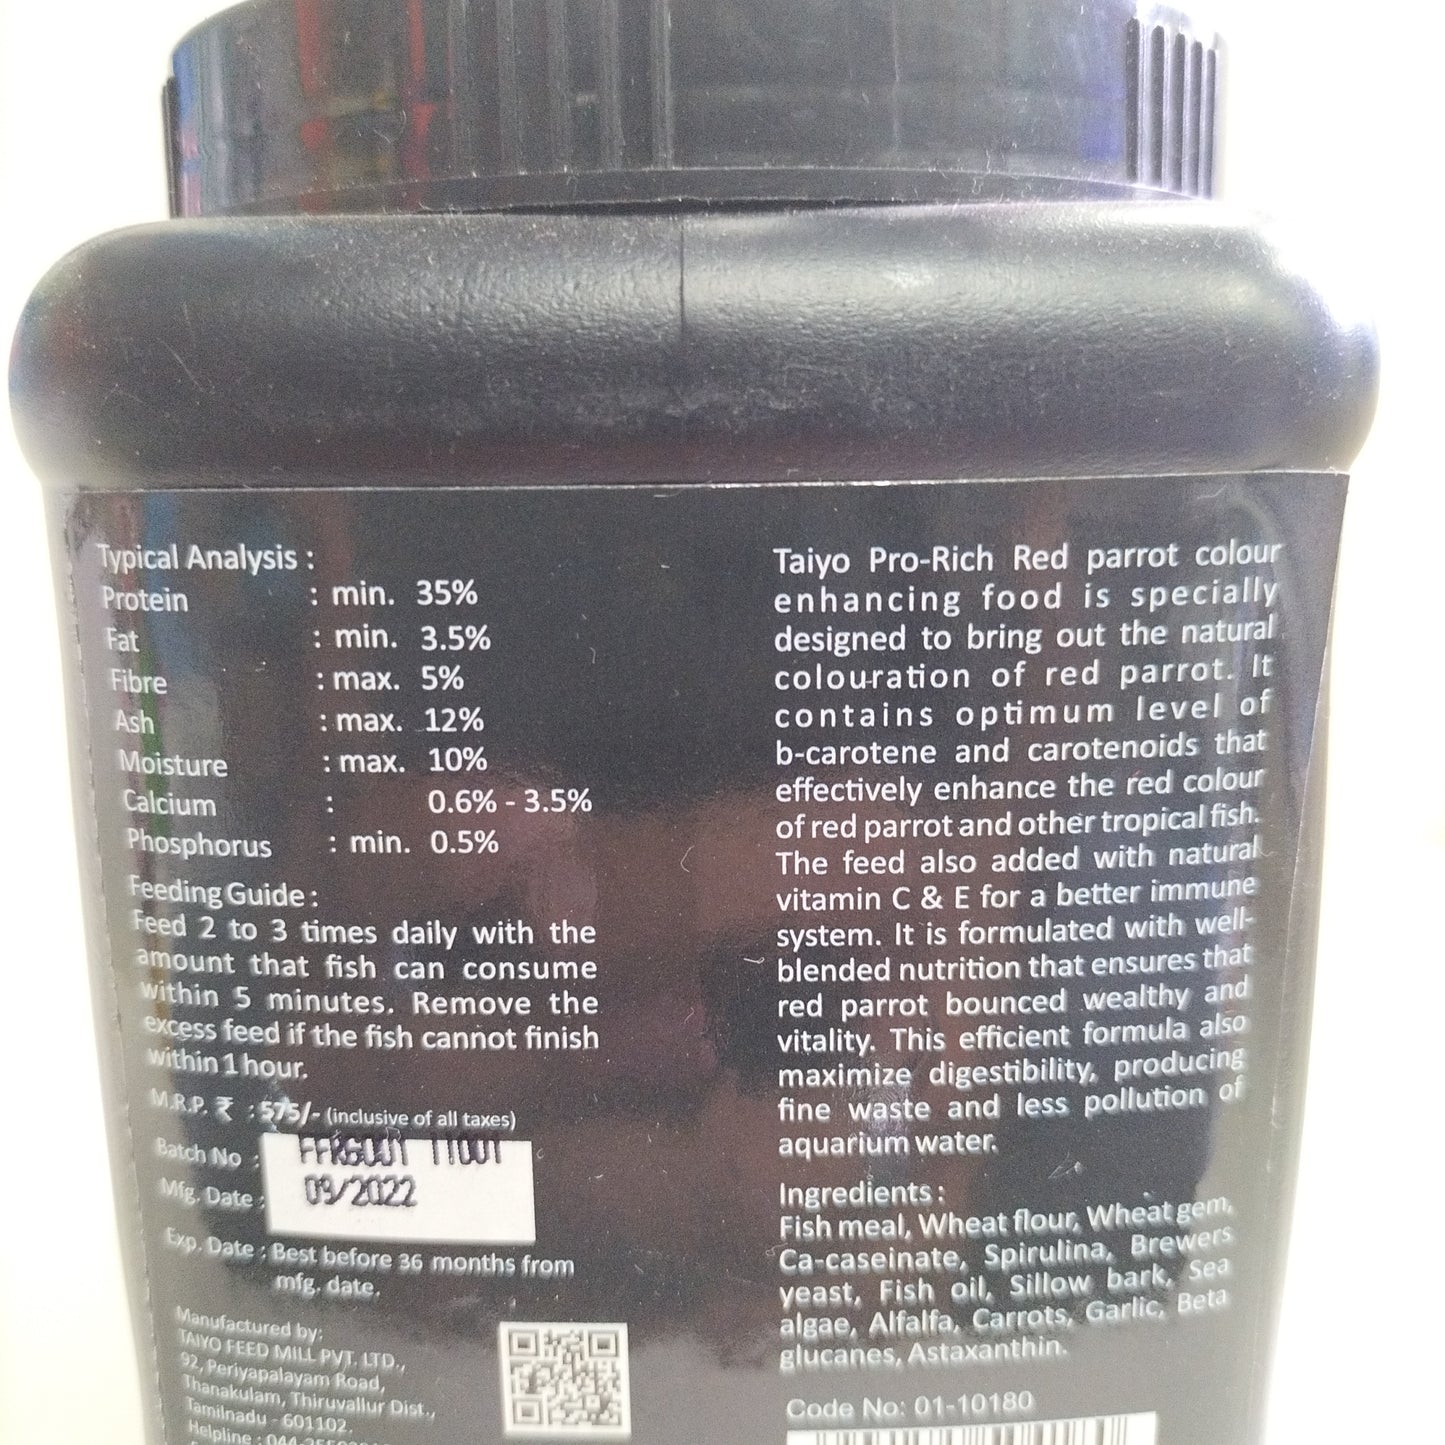 Typical Analysis :
Protein : min. 35%
Fat : min. 3.5%
Fibre : max. 5%
Ash : max. 12%
Moisture : max. 10%
Calcium : 0.6% - 3.5%
Phosphorus : min. 0.5%
Feeding Guide :
Feed 2 to 3 times daily with the
amount that fish can consume
within 5 minutes. Remove the
excess feed if the fish cannot finish
within 1 hour.
M.R.P. ₹ : 575/- (inclusive of all taxes)
Batch No :
Mfg. Date : 09/2022
Exp. Date : Best before 36 months from
mfg. date.
Manufactured by:
TAIYO FEED MILL PVT. LTD.,
92, Periyapalayam Road,
Thanakulam, Thiruvallur Dist.,
Tamilnadu - 601102.
Helpline :
Taiyo Pro-Rich Red parrot colour
enhancing food is specially
designed to bring out the natural
colouration of red parrot. It
contains optimum level of
b-carotene and carotenoids that
effectively enhance the red colour
of red parrot and other tropical fish.
The feed also added with natural
vitamin C & E for a better immune
system. It is formulated with well-
blended nutrition that ensures that
red parrot bounced wealthy and
vitality. This efficient formula also
maximize digestibility, producing
fine waste and less pollution of
aquarium water.
Ingredients :
Fish meal, Wheat flour, Wheat gem,
Ca-caseinate, Spirulina, Brewers
yeast, Fish oil, Sillow bark, Sea
algae, Alfalfa, Carrots, Garlic, Beta
glucanes, Astaxanthin.
Code No: 01-10180